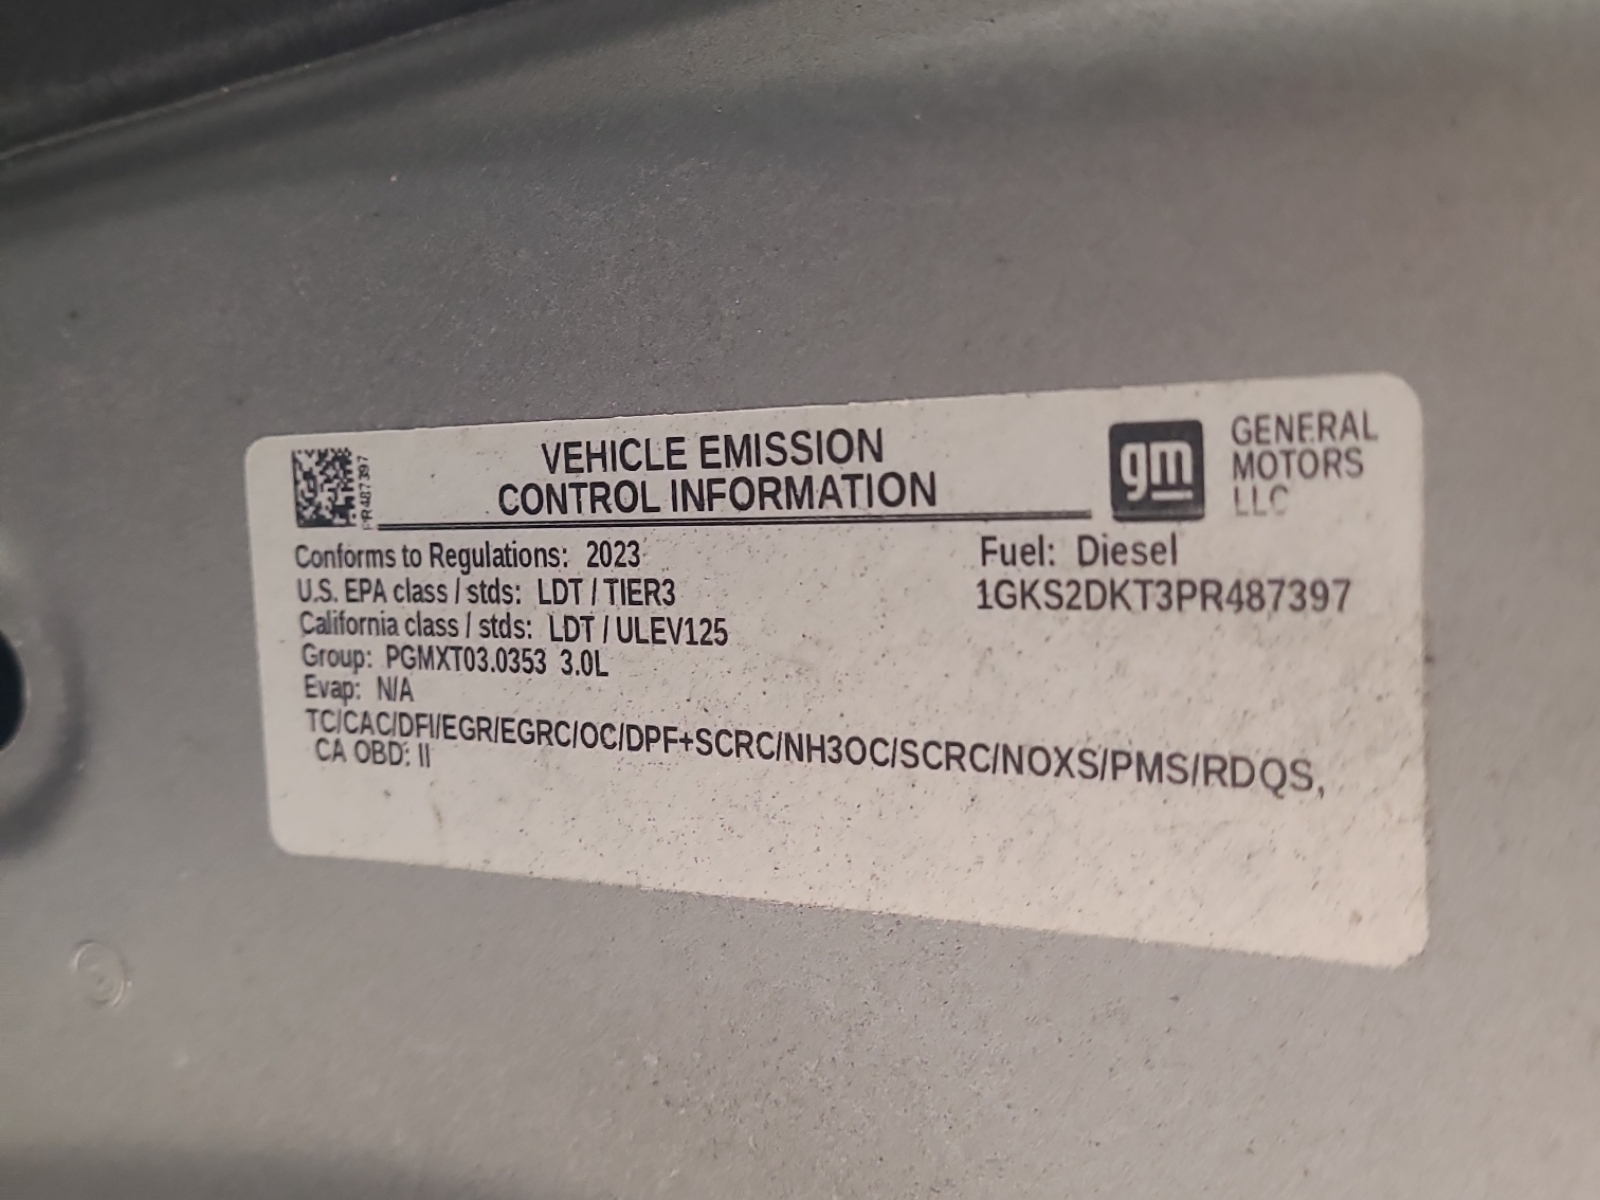 VEHICLE EMISSION
CONTROL INFORMATION
PR487397
gm
GENERAL
MOTORS
LLC
Conforms to Regulations: 2023
U.S. EPA class / stds: LDT / TIER3
California class / stds: LDT / ULEV125
Group: PGMXT03.0353 3.0L
Evap: N/A
Fuel: Diesel
1GKS2DKT3PR487397
TC/CAC/DFI/EGR/EGRC/OC/DPF+SCRC/NH3OC/SCRC/NOXS/PMS/RDQS,
CA OBD: II